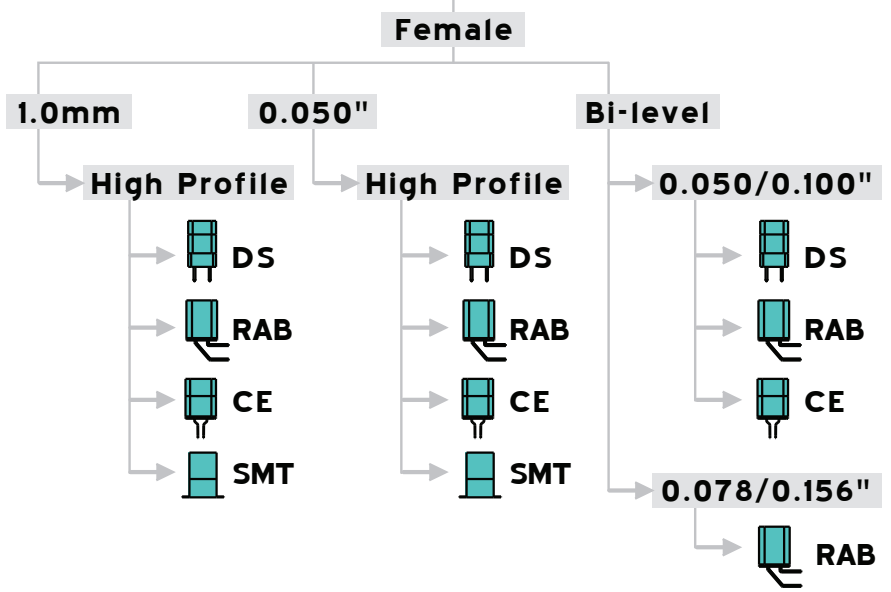 Female
1.0mm
0.050"
Bi-level
High Profile
High Profile
0.050/0.100"
DS
DS
DS
RAB
RAB
RAB
CE
CE
CE
SMT
SMT
0.078/0.156"
RAB